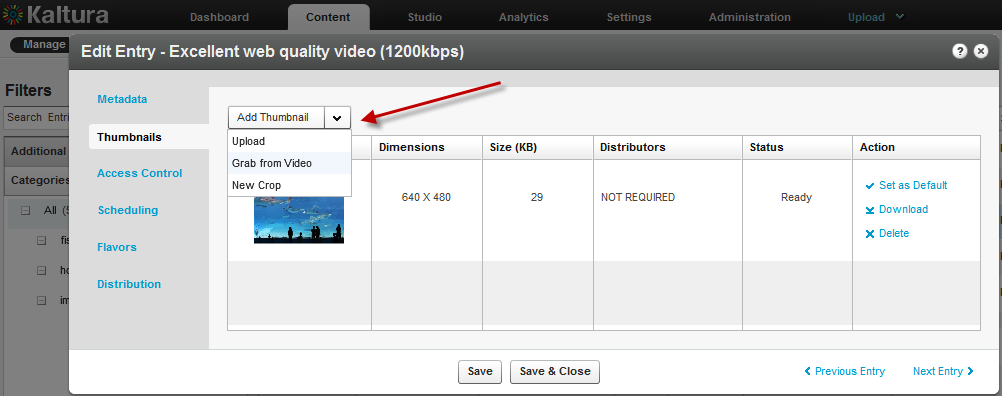 Kaltura
Dashboard Content Studio Analytics Settings Administration Upload
Manage
Edit Entry - Excellent web quality video (1200kbps)
Filters
Search Entri
Additional
Categories
All (5
Metadata
Thumbnails
Access Control
Scheduling
Flavors
Distribution
Add Thumbnail
Upload
Grab from Video
New Crop
Dimensions Size (KB) Distributors Status Action
640 X 480 29 NOT REQUIRED Ready
Set as Default
Download
Delete
Save Save & Close Previous Entry Next Entry